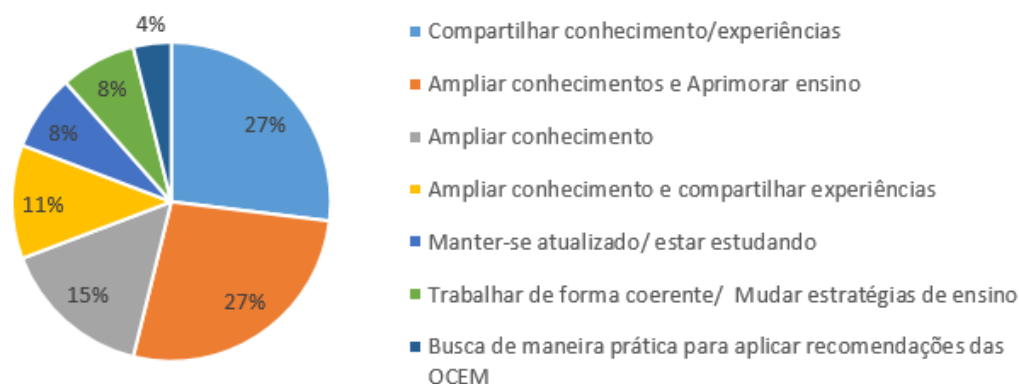 4%
8%
27%
8%
11%
15%
27%
Compartilhar conhecimento/experiências
Ampliar conhecimentos e Aprimorar ensino
Ampliar conhecimento
Ampliar conhecimento e compartilhar experiências
Manter-se atualizado/ estar estudando
Trabalhar de forma coerente/ Mudar estratégias de ensino
Busca de maneira prática para aplicar recomendações das
OCEM